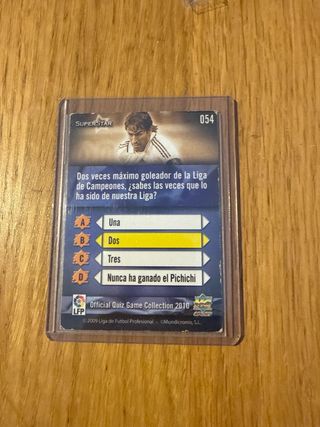 SUPERSTAR
054
Dos veces máximo goleador de la Liga
de Campeones, ¿sabes las veces que lo
ha sido de nuestra Liga?
A Una
B Dos
C Tres
D Nunca ha ganado el Pichichi
Official Quiz Game Collection 2010
LFP
© 2009 Liga de Fútbol Profesional - ©Mundicromo, S.L.